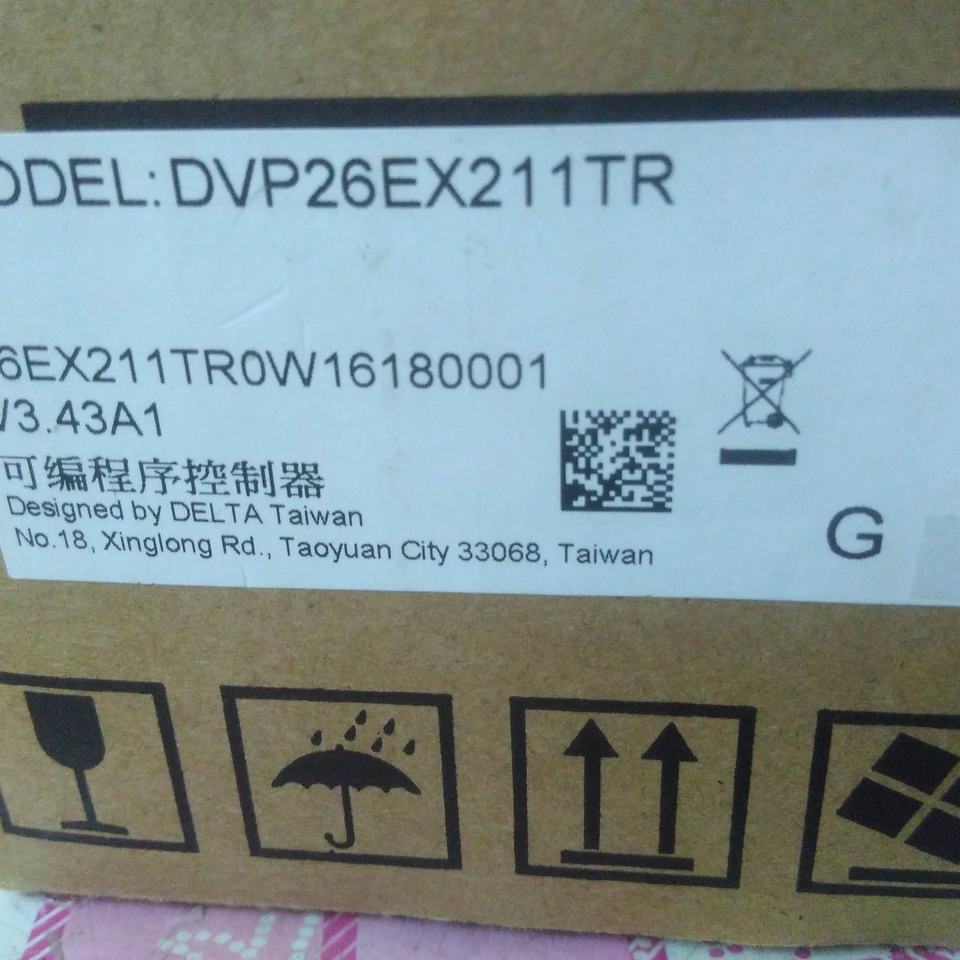 ODEL: DVP26EX211TR
6EX211TR0W16180001
V3.43A1
可编程序控制器
Designed by DELTA Taiwan
No.18, Xinglong Rd., Taoyuan City 33068, Taiwan
G